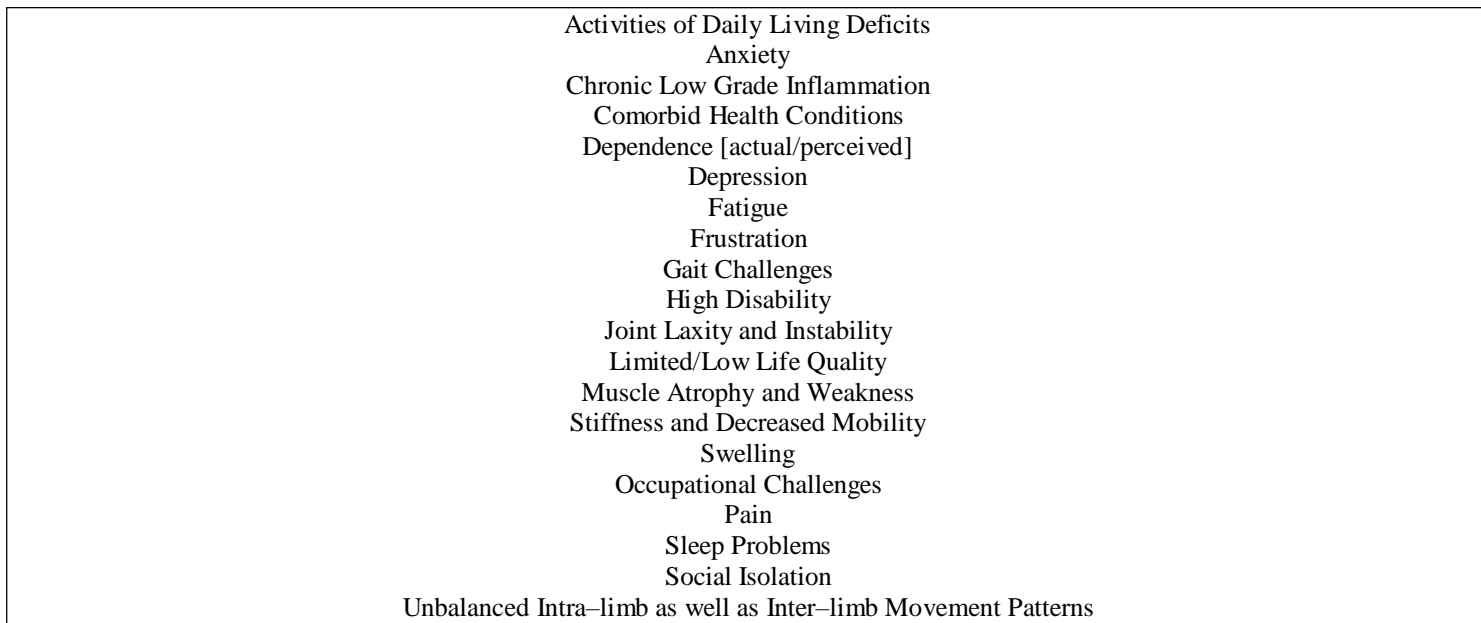 Activities of Daily Living Deficits
Anxiety
Chronic Low Grade Inflammation
Comorbid Health Conditions
Dependence [actual/perceived]
Depression
Fatigue
Frustration
Gait Challenges
High Disability
Joint Laxity and Instability
Limited/Low Life Quality
Muscle Atrophy and Weakness
Stiffness and Decreased Mobility
Swelling
Occupational Challenges
Pain
Sleep Problems
Social Isolation
Unbalanced Intra–limb as well as Inter–limb Movement Patterns